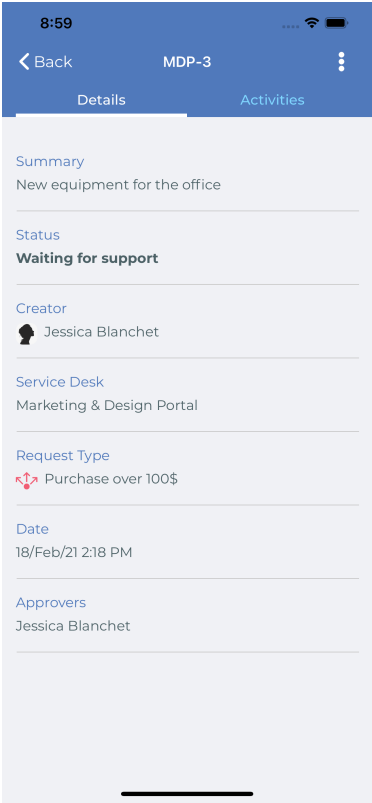 8:59
Back
MDP-3
Details
Activities
Summary
New equipment for the office
Status
Waiting for support
Creator
Jessica Blanchet
Service Desk
Marketing & Design Portal
Request Type
Purchase over 100$
Date
18/Feb/21 2:18 PM
Approvers
Jessica Blanchet